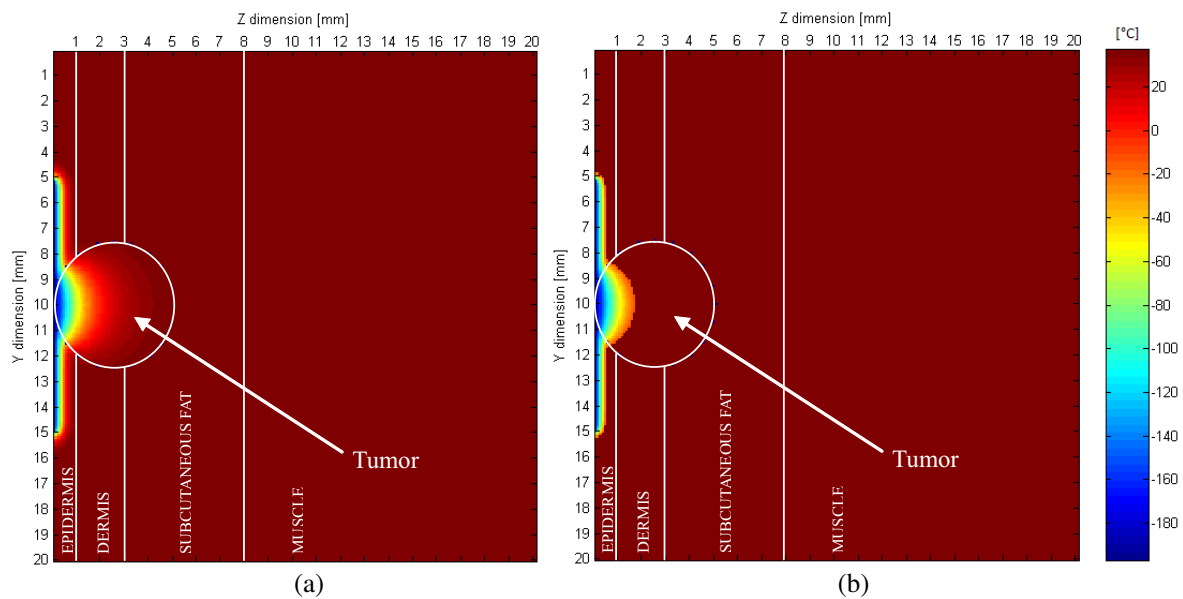 Z dimension [mm]
1 2 3 4 5 6 7 8 9 10 11 12 13 14 15 16 17 18 19 20
Y dimension [mm]
1
2
3
4
5
6
7
8
9
10
11
12
13
14
15
16
17
18
19
20
EPIDERMIS
DERMIS
SUBCUTANEOUS FAT
MUSCLE
Tumor
(a)
Z dimension [mm]
1 2 3 4 5 6 7 8 9 10 11 12 13 14 15 16 17 18 19 20
Y dimension [mm]
1
2
3
4
5
6
7
8
9
10
11
12
13
14
15
16
17
18
19
20
EPIDERMIS
DERMIS
SUBCUTANEOUS FAT
MUSCLE
Tumor
(b)
[°C]
20
0
-20
-40
-60
-80
-100
-120
-140
-160
-180